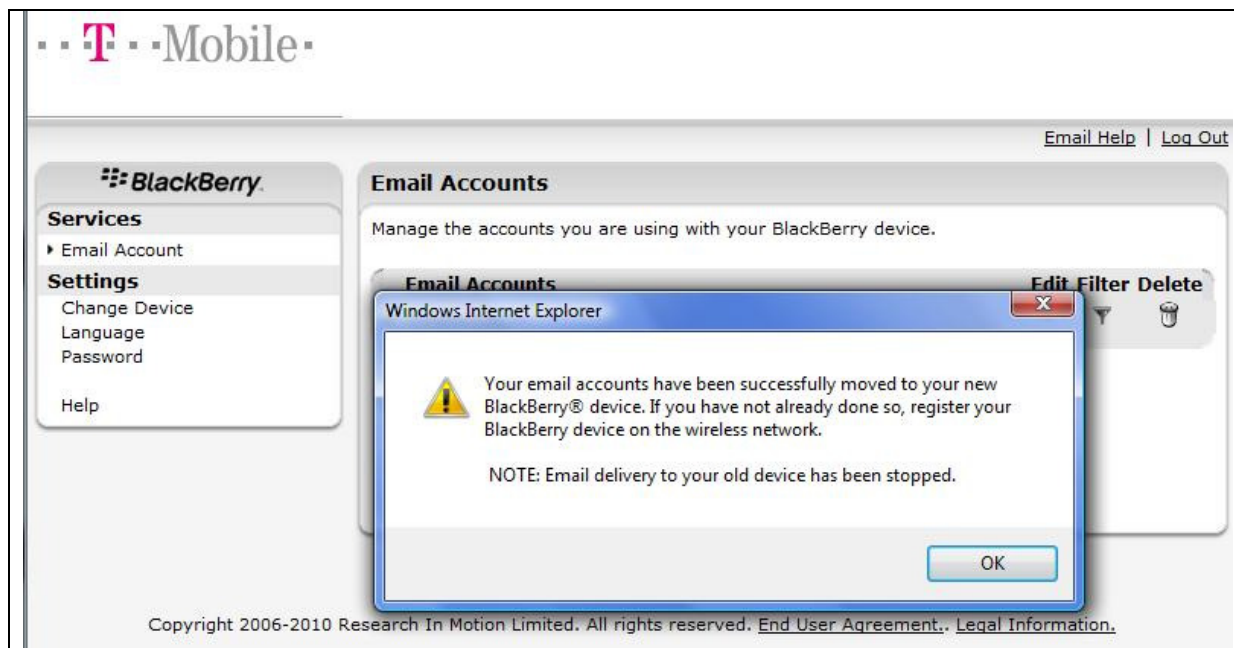 T Mobile
Email Help | Log Out
BlackBerry.
Services
Email Account
Settings
Change Device
Language
Password
Help
Email Accounts
Manage the accounts you are using with your BlackBerry device.
Email Accounts Edit Filter Delete
Windows Internet Explorer
Your email accounts have been successfully moved to your new
BlackBerry® device. If you have not already done so, register your
BlackBerry device on the wireless network.
NOTE: Email delivery to your old device has been stopped.
OK
Copyright 2006-2010 Research In Motion Limited. All rights reserved. End User Agreement.. Legal Information.